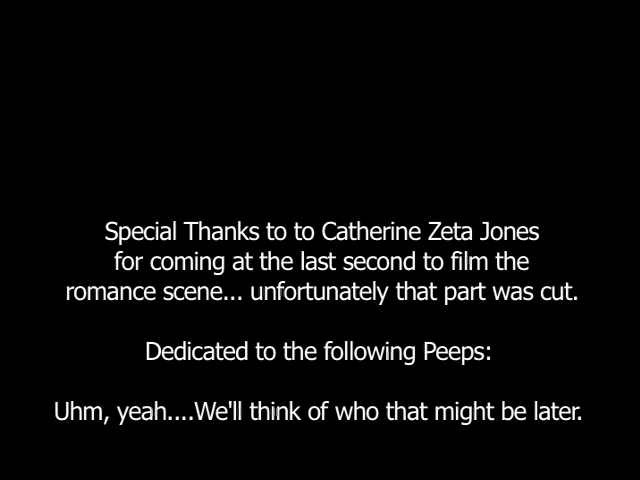 Special Thanks to to Catherine Zeta Jones
for coming at the last second to film the
romance scene... unfortunately that part was cut.
Dedicated to the following Peeps:
Uhm, yeah....We'll think of who that might be later.